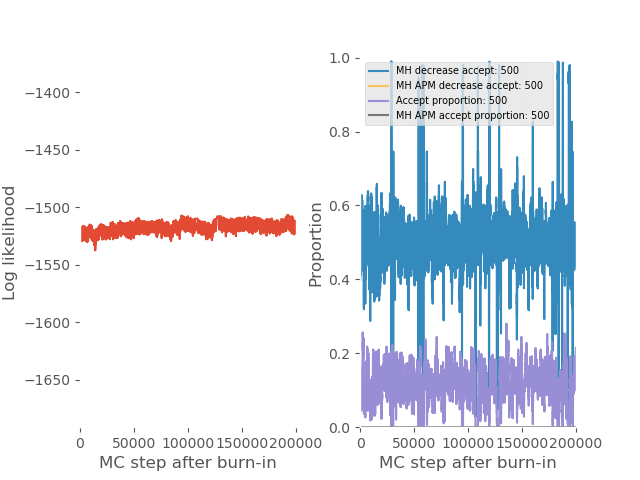 Log likelihood
−1400
−1450
−1500
−1550
−1600
−1650
0
50000
100000
150000
200000
MC step after burn-in
Proportion
1.0
0.8
0.6
0.4
0.2
0.0
MH decrease accept: 500
MH APM decrease accept: 500
Accept proportion: 500
MH APM accept proportion: 500
0
50000
100000
150000
200000
MC step after burn-in